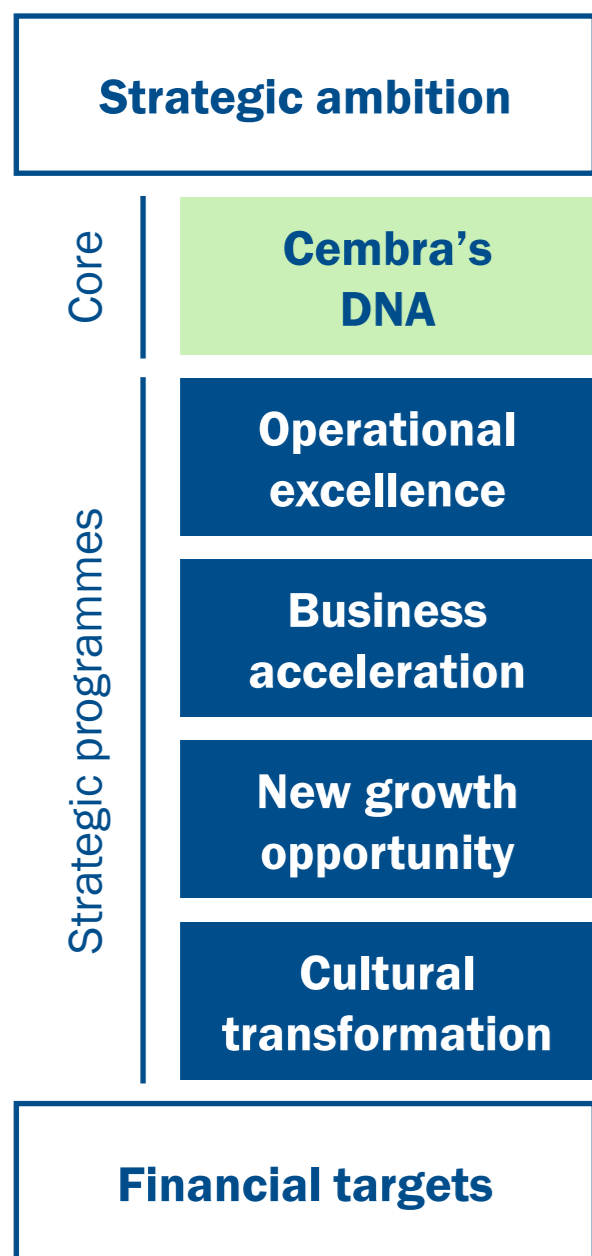 Strategic ambition
Core
Cembra’s
DNA
Strategic programmes
Operational
excellence
Business
acceleration
New growth
opportunity
Cultural
transformation
Financial targets